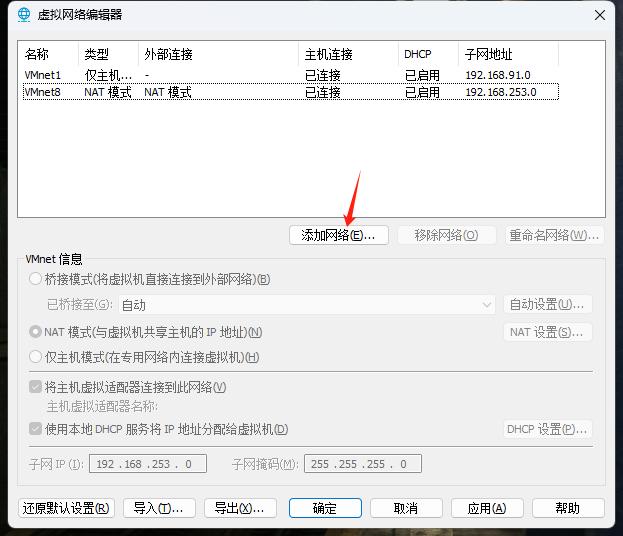 虚拟网络编辑器
名称 类型 外部连接 主机连接 DHCP 子网地址
VMnet1 仅主机... - 已连接 已启用 192.168.91.0
VMnet8 NAT 模式 NAT 模式 已连接 已启用 192.168.253.0
添加网络(E)... 移除网络(O) 重命名网络(W)...
VMnet 信息
桥接模式(将虚拟机直接连接到外部网络)(B)
已桥接至(G): 自动 自动设置(U)...
NAT 模式(与虚拟机共享主机的 IP 地址)(N) NAT 设置(S)...
仅主机模式(在专用网络内连接虚拟机)(H)
将主机虚拟适配器连接到此网络(V)
主机虚拟适配器名称:
使用本地 DHCP 服务将 IP 地址分配给虚拟机(D) DHCP 设置(P)...
子网 IP (I): 192 . 168 . 253 . 0 子网掩码(M): 255 . 255 . 255 . 0
还原默认设置(R) 导入(T)... 导出(X)... 确定 取消 应用(A) 帮助